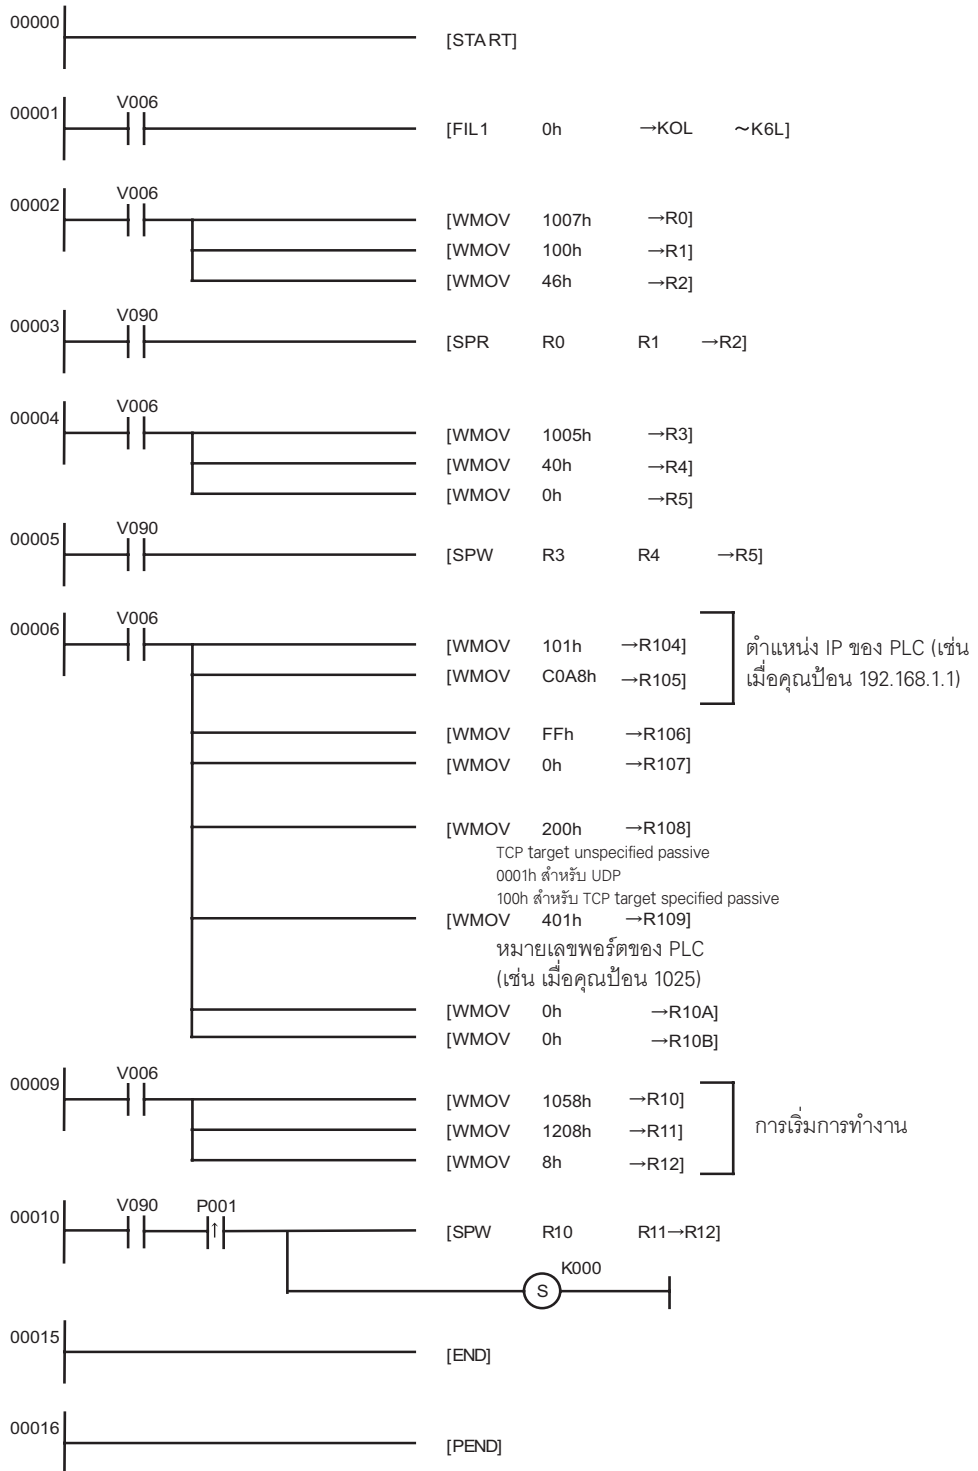 00000
[START]
00001 V006
[FIL1 0h →KOL ～K6L]
00002 V006
[WMOV 1007h →R0]
[WMOV 100h →R1]
[WMOV 46h →R2]
00003 V090
[SPR R0 R1 →R2]
00004 V006
[WMOV 1005h →R3]
[WMOV 40h →R4]
[WMOV 0h →R5]
00005 V090
[SPW R3 R4 →R5]
00006 V006
[WMOV 101h →R104]
[WMOV C0A8h →R105]
ตำแหน่ง IP ของ PLC (เช่น
เมื่อคุณป้อน 192.168.1.1)
[WMOV FFh →R106]
[WMOV 0h →R107]
[WMOV 200h →R108]
TCP target unspecified passive
0001h สำหรับ UDP
100h สำหรับ TCP target specified passive
[WMOV 401h →R109]
หมายเลขพอร์ตของ PLC
(เช่น เมื่อคุณป้อน 1025)
[WMOV 0h →R10A]
[WMOV 0h →R10B]
00009 V006
[WMOV 1058h →R10]
[WMOV 1208h →R11]
[WMOV 8h →R12]
การเริ่มการทำงาน
00010 V090 P001
↑
[SPW R10 R11→R12]
K000
S
00015
[END]
00016
[PEND]